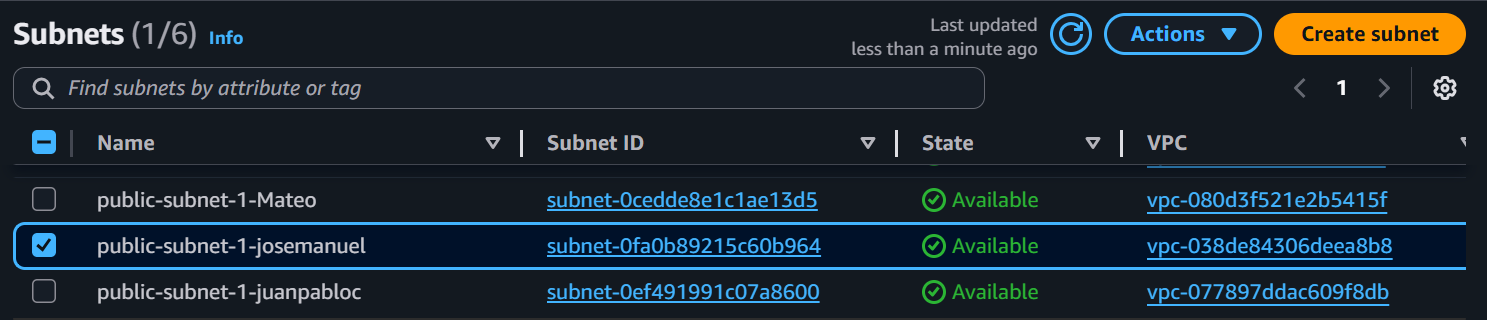 Subnets (1/6) Info
Last updated
less than a minute ago
Actions
Create subnet
Find subnets by attribute or tag
1
Name Subnet ID State VPC
public-subnet-1-Mateo subnet-0cedde8e1c1ae13d5 Available vpc-080d3f521e2b5415f
public-subnet-1-josemanuel subnet-0fa0b89215c60b964 Available vpc-038de84306deea8b8
public-subnet-1-juanpabloc subnet-0ef491991c07a8600 Available vpc-077897ddac609f8db